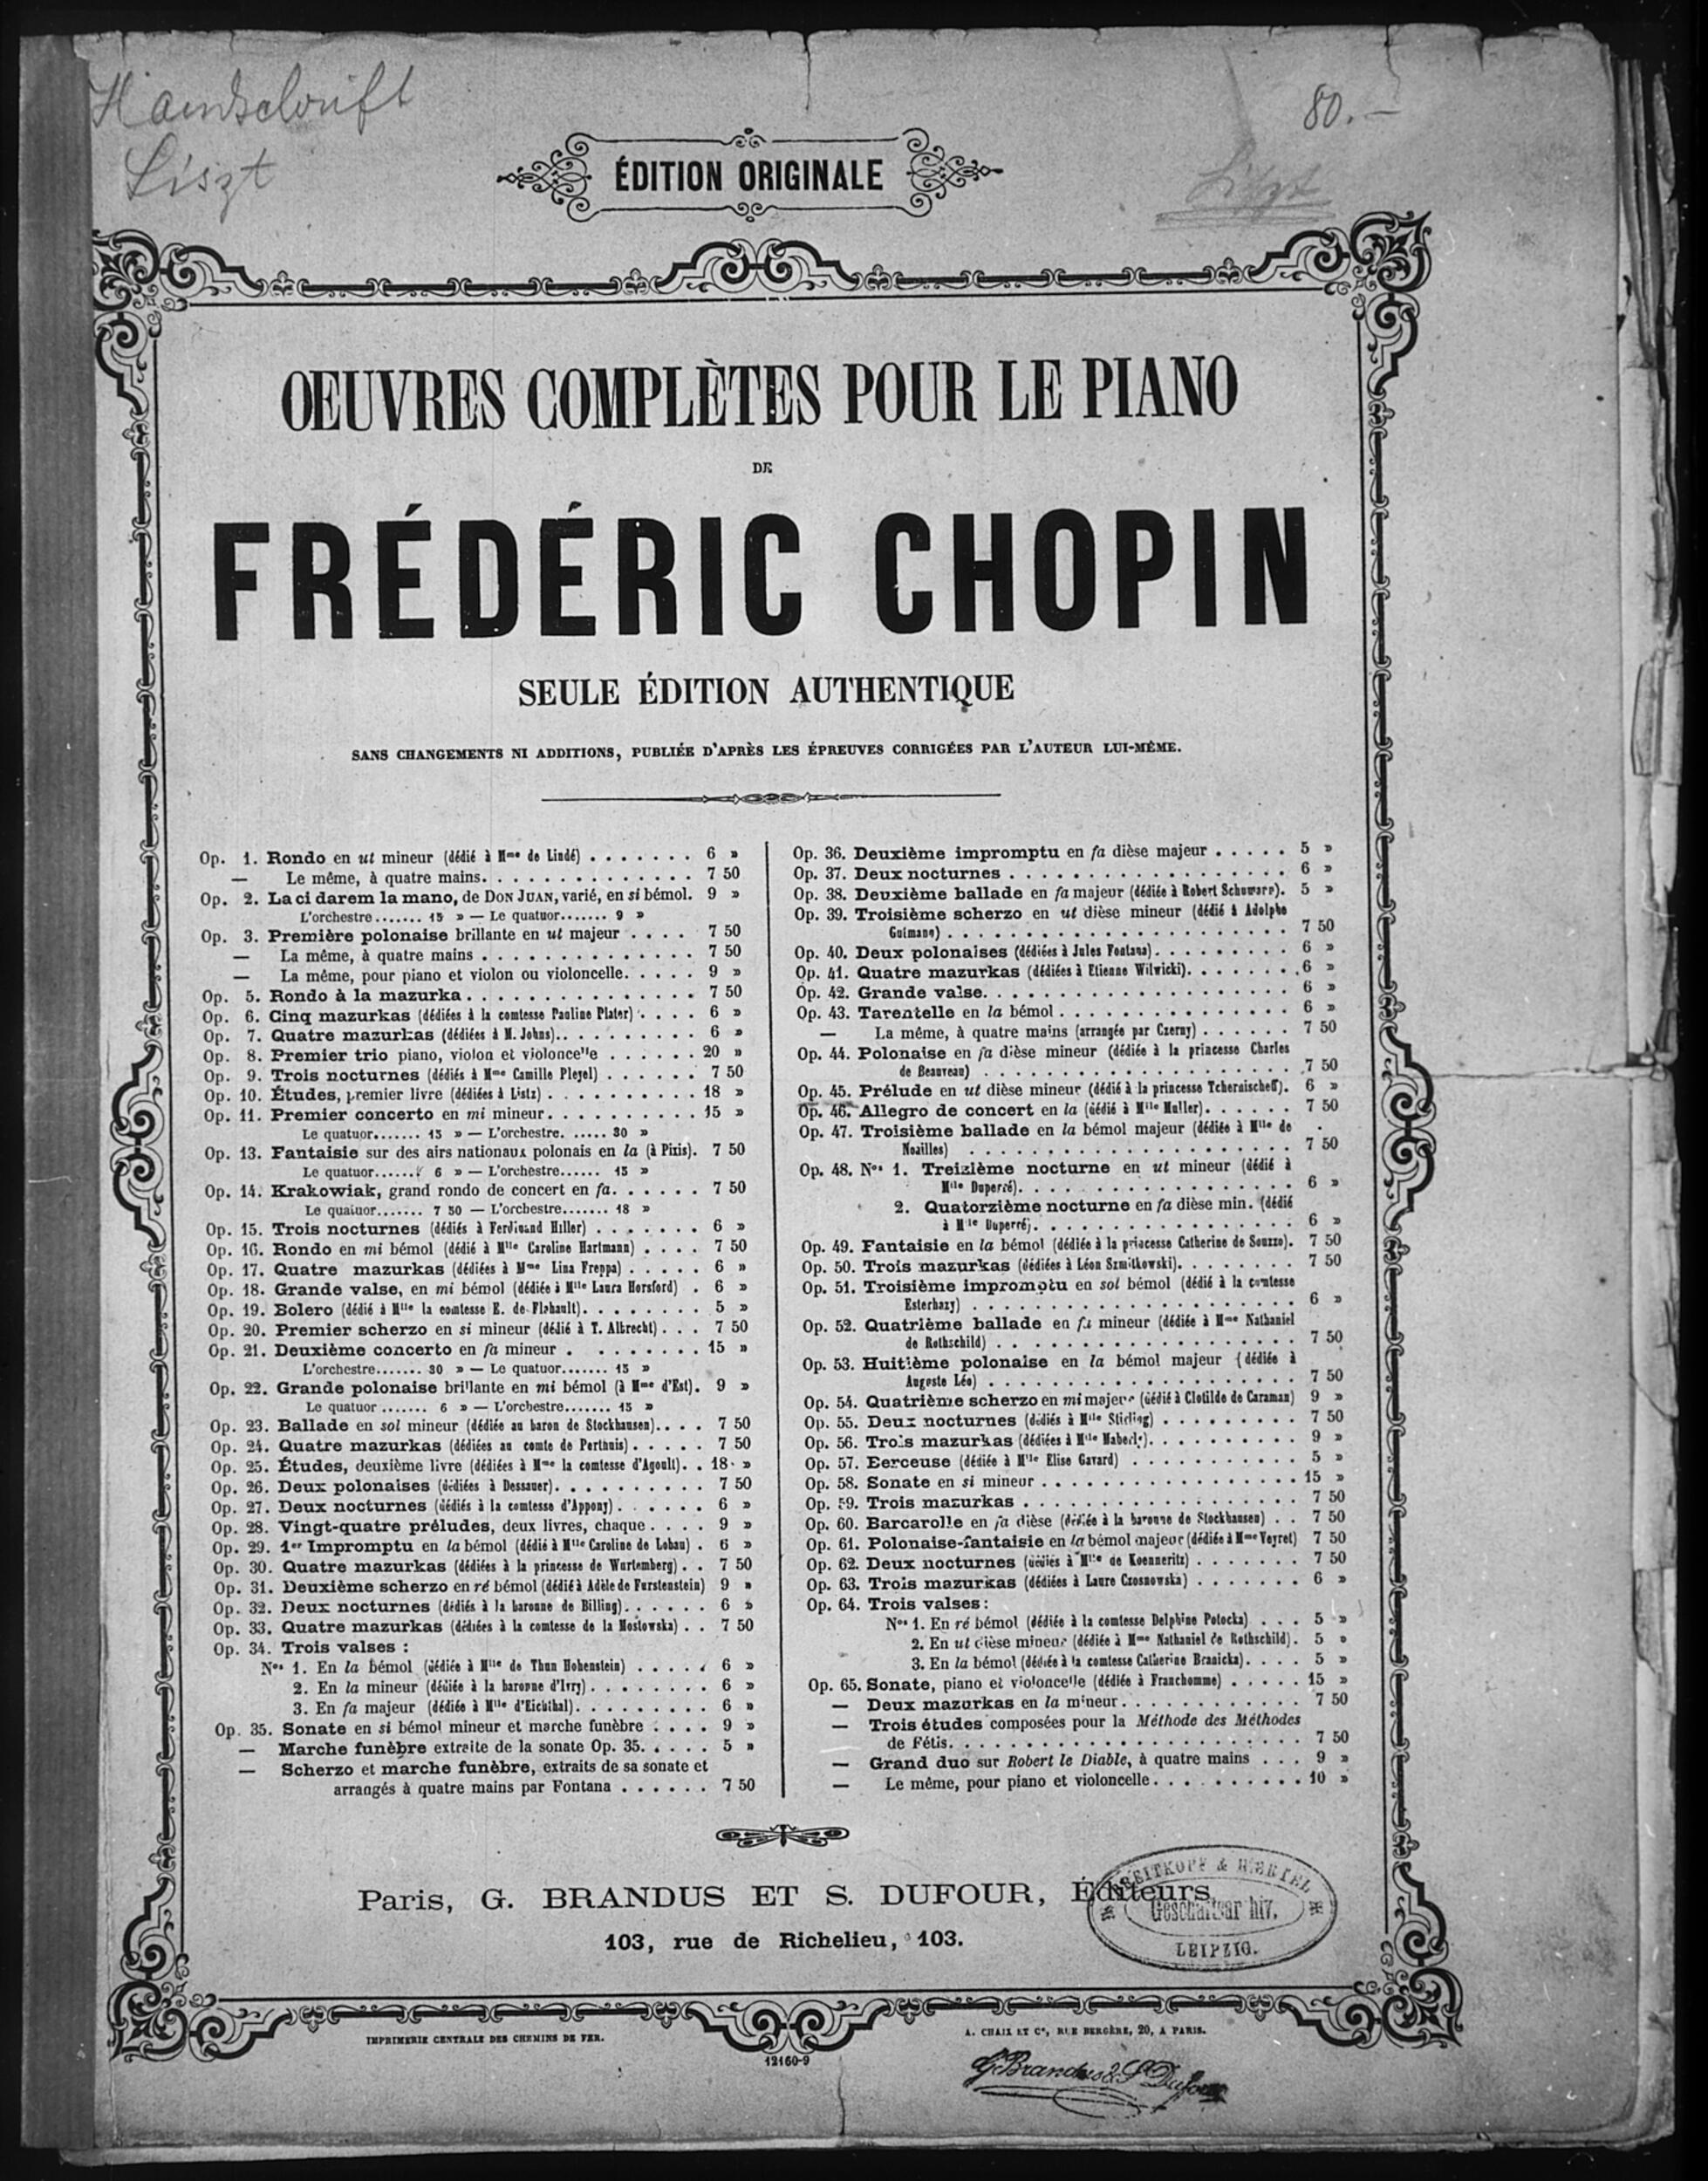 Handschrift
Liszt
80.—
Liszt
ÉDITION ORIGINALE
OEUVRES COMPLÈTES POUR LE PIANO
DE
FRÉDÉRIC CHOPIN
SEULE ÉDITION AUTHENTIQUE
SANS CHANGEMENTS NI ADDITIONS, PUBLIÉE D'APRÈS LES ÉPREUVES CORRIGÉES PAR L'AUTEUR LUI-MÊME.
Op. 1. Rondo en ut mineur (dédié à Mme de Lindé) . . . . . . . 6 »
— Le même, à quatre mains. . . . . . . . . . . . . . . 7 50
Op. 2. La ci darem la mano, de DON JUAN, varié, en si bémol. 9 »
L'orchestre....... 15 » — Le quatuor....... 9 »
Op. 3. Première polonaise brillante en ut majeur . . . . 7 50
— La même, à quatre mains . . . . . . . . . . . . . . . 7 50
— La même, pour piano et violon ou violoncelle. . . . . 9 »
Op. 5. Rondo à la mazurka. . . . . . . . . . . . . . . . 7 50
Op. 6. Cinq mazurkas (dédiées à la comtesse Pauline Plater) . . . . 6 »
Op. 7. Quatre mazurkas (dédiées à M. Johns). . . . . . . . . . 6 »
Op. 8. Premier trio piano, violon et violoncelle . . . . . . 20 »
Op. 9. Trois nocturnes (dédiés à Mme Camille Pleyel) . . . . . . 7 50
Op. 10. Études, premier livre (dédiées à Listz) . . . . . . . . . . 18 »
Op. 11. Premier concerto en mi mineur. . . . . . . . . . . 15 »
Le quatuor....... 15 » — L'orchestre. ..... 30 »
Op. 13. Fantaisie sur des airs nationaux polonais en la (à Pixis). 7 50
Le quatuor....... 6 » — L'orchestre...... 15 »
Op. 14. Krakowiak, grand rondo de concert en fa. . . . . . 7 50
Le quatuor....... 7 50 — L'orchestre....... 18 »
Op. 15. Trois nocturnes (dédiés à Ferdinand Hiller) . . . . . . . 6 »
Op. 16. Rondo en mi bémol (dédié à Mlle Caroline Hartmann) . . . . 7 50
Op. 17. Quatre mazurkas (dédiées à Mme Lina Freppa) . . . . . 6 »
Op. 18. Grande valse, en mi bémol (dédiée à Mlle Laura Horsford) . 6 »
Op. 19. Bolero (dédié à Mlle la comtesse E. de Flahault). . . . . . . . 5 »
Op. 20. Premier scherzo en si mineur (dédié à T. Albrecht) . . . 7 50
Op. 21. Deuxième concerto en fa mineur . . . . . . . . 15 »
L'orchestre....... 30 » — Le quatuor....... 15 »
Op. 22. Grande polonaise brillante en mi bémol (à Mme d'Est). 9 »
Le quatuor ....... 6 » — L'orchestre....... 15 »
Op. 23. Ballade en sol mineur (dédiée au baron de Stockhausen). . . . 7 50
Op. 24. Quatre mazurkas (dédiées au comte de Perthuis) . . . . . 7 50
Op. 25. Études, deuxième livre (dédiées à Mme la comtesse d'Agoult). . 18 »
Op. 26. Deux polonaises (dédiées à Dessauer). . . . . . . . . . 7 50
Op. 27. Deux nocturnes (dédiés à la comtesse d'Appony) . . . . . . 6 »
Op. 28. Vingt-quatre préludes, deux livres, chaque . . . . 9 »
Op. 29. 1er Impromptu en la bémol (dédié à Mlle Caroline de Lobau) . 6 »
Op. 30. Quatre mazurkas (dédiées à la princesse de Wurtemberg) . . 7 50
Op. 31. Deuxième scherzo en ré bémol (dédié à Adèle de Furstenstein) 9 »
Op. 32. Deux nocturnes (dédiés à la baronne de Billing). . . . . . 6 »
Op. 33. Quatre mazurkas (dédiées à la comtesse de la Mostowska) . . 7 50
Op. 34. Trois valses :
Nos 1. En la bémol (dédiée à Mlle de Thun Hohenstein) . . . . . 6 »
2. En la mineur (dédiée à la baronne d'Ivry) . . . . . . . . 6 »
3. En fa majeur (dédiée à Mlle d'Eichthal). . . . . . . . . 6 »
Op. 35. Sonate en si bémol mineur et marche funèbre . . . . 9 »
— Marche funèbre extraite de la sonate Op. 35. . . . . 5 »
— Scherzo et marche funèbre, extraits de sa sonate et
arrangés à quatre mains par Fontana . . . . . . 7 50
Op. 36. Deuxième impromptu en fa dièse majeur . . . . . 5 »
Op. 37. Deux nocturnes . . . . . . . . . . . . . . . . . . 6 »
Op. 38. Deuxième ballade en fa majeur (dédiée à Robert Schumann). 5 »
Op. 39. Troisième scherzo en ut dièse mineur (dédié à Adolphe
Gutmann) . . . . . . . . . . . . . . . . . . . . . . . 7 50
Op. 40. Deux polonaises (dédiées à Jules Fontana). . . . . . . . . 6 »
Op. 41. Quatre mazurkas (dédiées à Etienne Witwicki). . . . . . . 6 »
Op. 42. Grande valse. . . . . . . . . . . . . . . . . . . . 6 »
Op. 43. Tarentelle en la bémol . . . . . . . . . . . . . . . 6 »
— La même, à quatre mains (arrangée par Czerny) . . . . . . 7 50
Op. 44. Polonaise en fa dièse mineur (dédiée à la princesse Charles
de Beauveau) . . . . . . . . . . . . . . . . . . . . . 7 50
Op. 45. Prélude en ut dièse mineur (dédié à la princesse Tchernischeff). 6 »
Op. 46. Allegro de concert en la (dédié à Mlle Muller). . . . . . 7 50
Op. 47. Troisième ballade en la bémol majeur (dédiée à Mlle de
Noailles) . . . . . . . . . . . . . . . . . . . . . . 7 50
Op. 48. Nos 1. Treizième nocturne en ut mineur (dédié à
Mlle Duperré). . . . . . . . . . . . . . . . . . 6 »
2. Quatorzième nocturne en fa dièse min. (dédié
à Mlle Duperré). . . . . . . . . . . . . . . . . 6 »
Op. 49. Fantaisie en la bémol (dédiée à la princesse Catherine de Souzzo). 7 50
Op. 50. Trois mazurkas (dédiées à Léon Szmitkowski). . . . . . . . 7 50
Op. 51. Troisième impromptu en sol bémol (dédié à la comtesse
Esterhazy) . . . . . . . . . . . . . . . . . . . . . . 6 »
Op. 52. Quatrième ballade en fa mineur (dédiée à Mme Nathaniel
de Rothschild) . . . . . . . . . . . . . . . . . . . . 7 50
Op. 53. Huitième polonaise en la bémol majeur (dédiée à
Auguste Léo) . . . . . . . . . . . . . . . . . . . . . 7 50
Op. 54. Quatrième scherzo en mi majeur (dédié à Clotilde de Caraman) 9 »
Op. 55. Deux nocturnes (dédiés à Mlle Stirling) . . . . . . . . . 7 50
Op. 56. Trois mazurkas (dédiées à Mlle Maberly). . . . . . . . . . 9 »
Op. 57. Berceuse (dédiée à Mlle Elise Gavard) . . . . . . . . . . . 5 »
Op. 58. Sonate en si mineur . . . . . . . . . . . . . . . . . 15 »
Op. 59. Trois mazurkas . . . . . . . . . . . . . . . . . . 7 50
Op. 60. Barcarolle en fa dièse (dédiée à la baronne de Stockhausen) . . 7 50
Op. 61. Polonaise-fantaisie en la bémol majeur (dédiée à Mme Veyret) 7 50
Op. 62. Deux nocturnes (dédiés à Mlle de Koenneritz) . . . . . . . 7 50
Op. 63. Trois mazurkas (dédiées à Laure Czosnowska) . . . . . . . 6 »
Op. 64. Trois valses :
Nos 1. En ré bémol (dédiée à la comtesse Delphine Potocka) . . . 5 »
2. En ut dièse mineur (dédiée à Mme Nathaniel de Rothschild). 5 »
3. En la bémol (dédiée à la comtesse Catherine Branicka). . . . 5 »
Op. 65. Sonate, piano et violoncelle (dédiée à Franchomme) . . . . . 15 »
— Deux mazurkas en la mineur. . . . . . . . . . . . . 7 50
— Trois études composées pour la Méthode des Méthodes
de Fétis. . . . . . . . . . . . . . . . . . . . . . . 7 50
— Grand duo sur Robert le Diable, à quatre mains . . . 9 »
— Le même, pour piano et violoncelle. . . . . . . . . . . 10 »
Paris, G. BRANDUS ET S. DUFOUR, Éditeurs,
103, rue de Richelieu, 103.
BREITKOPF & HÆRTEL
Geschäftsarchiv.
LEIPZIG.
IMPRIMERIE CENTRALE DES CHEMINS DE FER.
A. CHAIX ET Cie, RUE BERGÈRE, 20, A PARIS.
12160-9
G. Brandus & S. Dufour